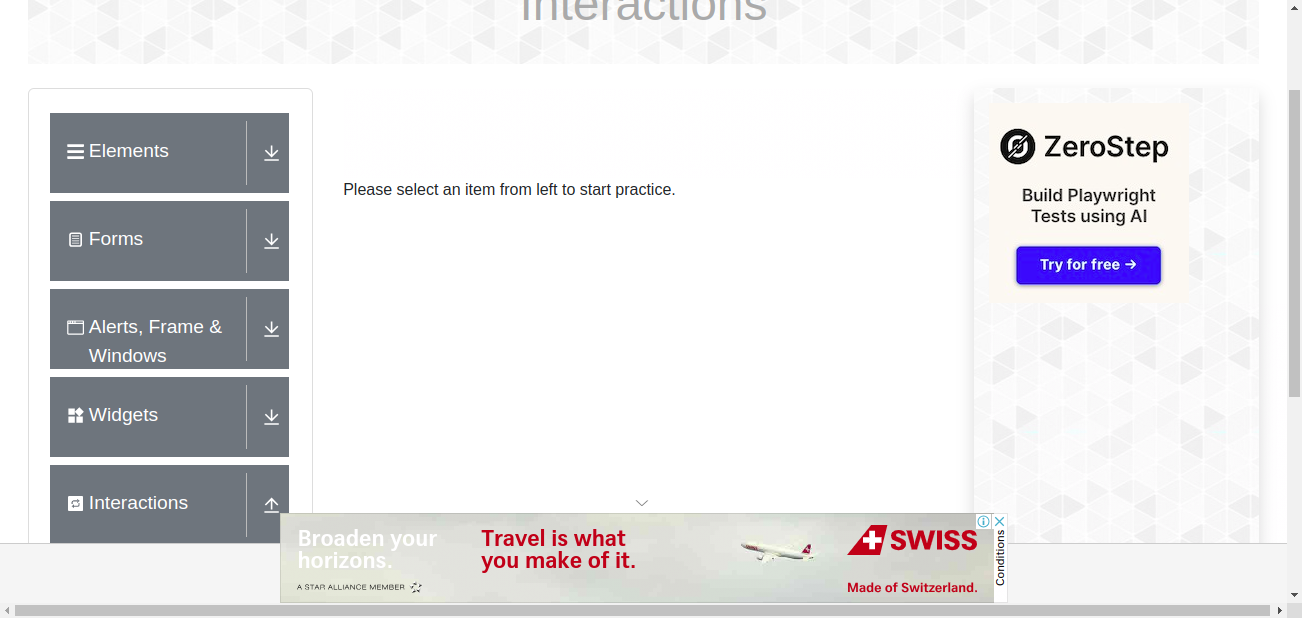 Interactions
Elements
Forms
Alerts, Frame &
Windows
Widgets
Interactions
Please select an item from left to start practice.
ZeroStep
Build Playwright
Tests using AI
Try for free →
Broaden your
horizons.
A STAR ALLIANCE MEMBER
Travel is what
you make of it.
SWISS
Made of Switzerland.
Conditions